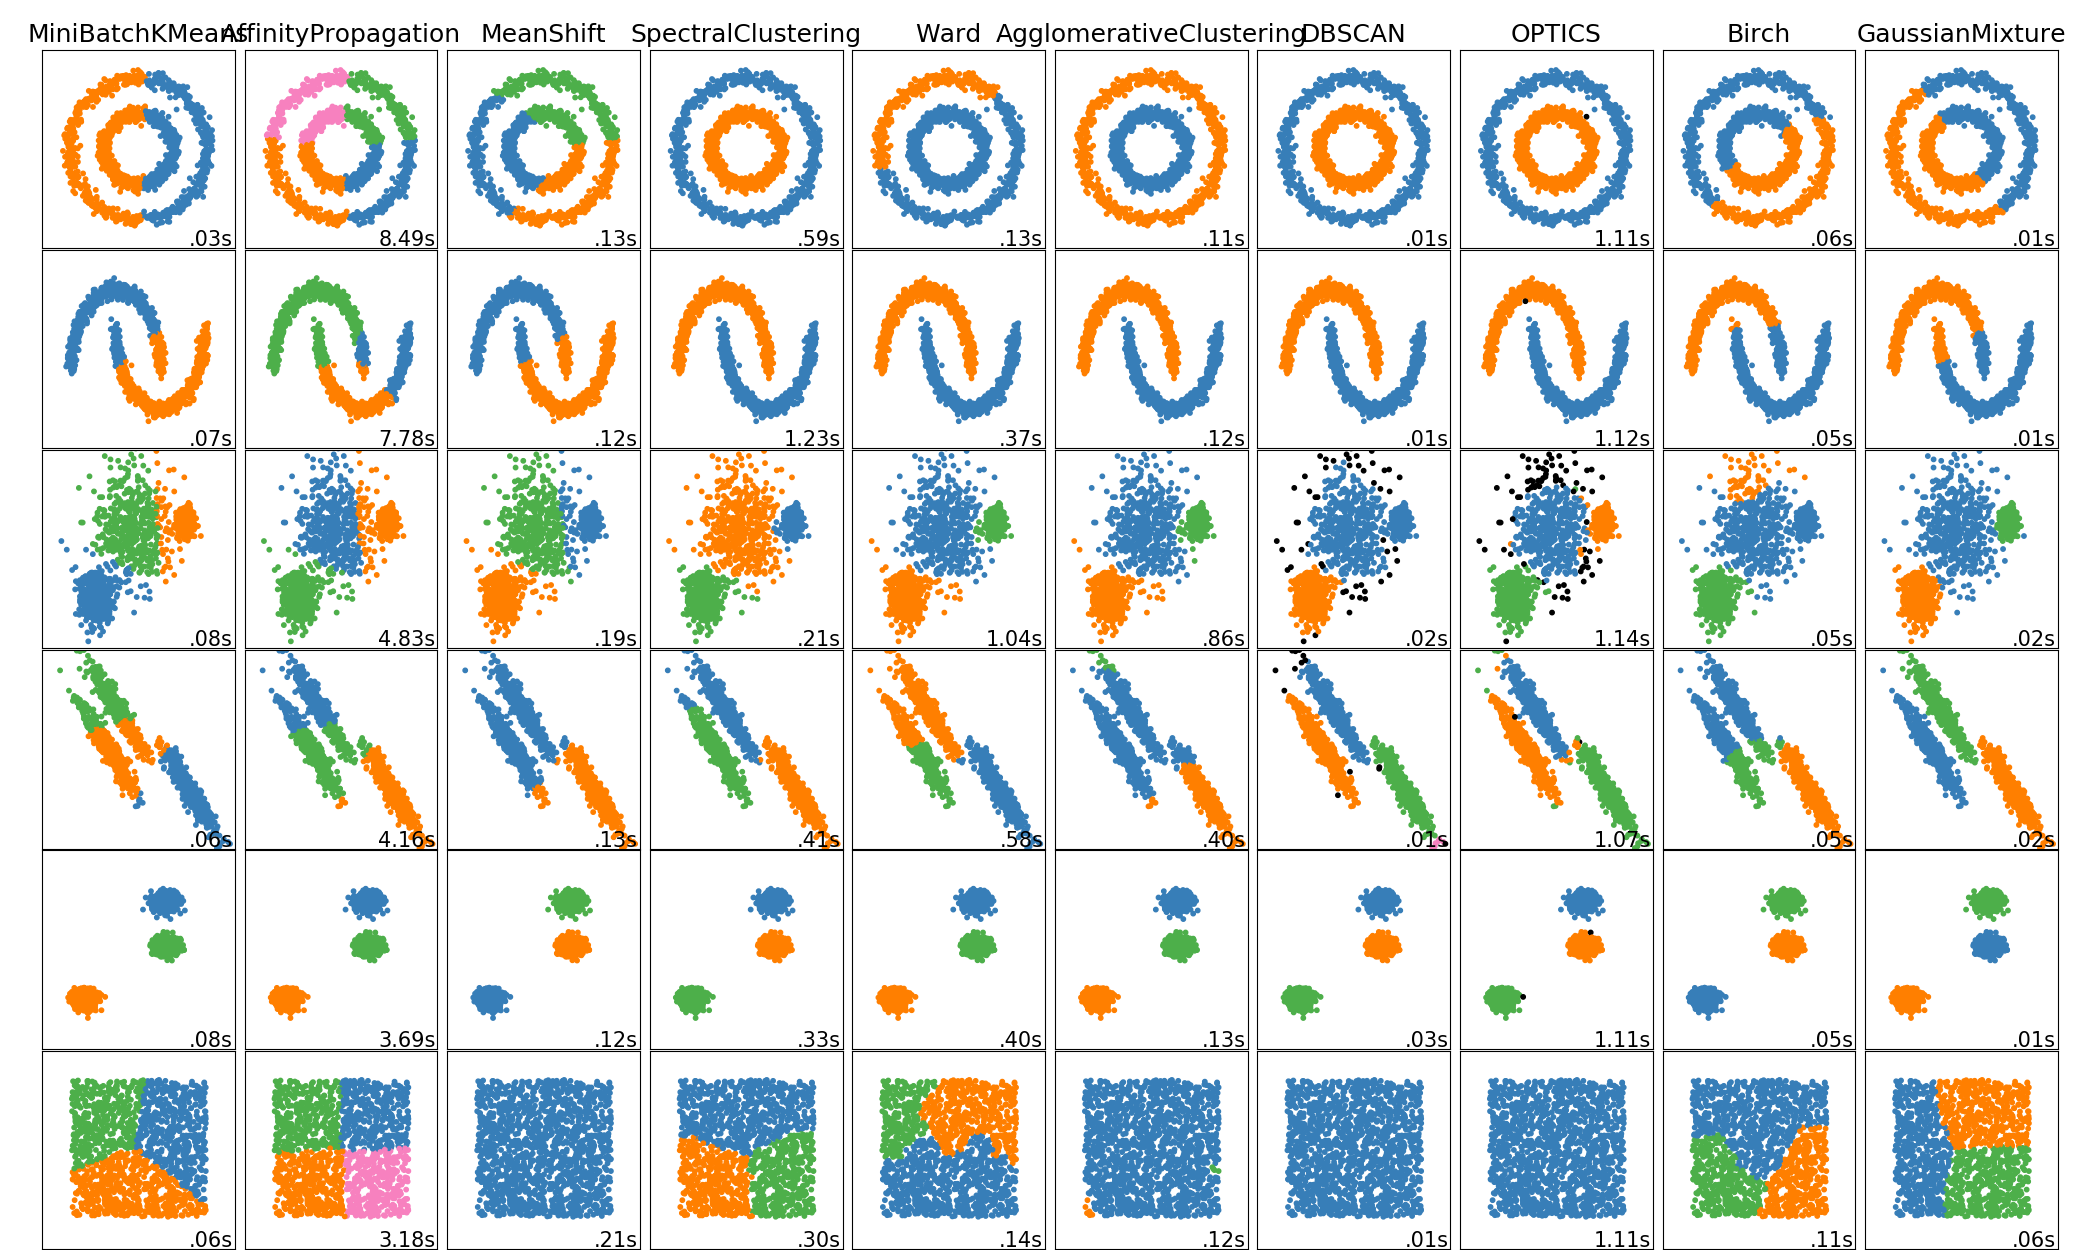 MiniBatchKMeans AffinityPropagation MeanShift SpectralClustering Ward AgglomerativeClustering DBSCAN OPTICS Birch GaussianMixture
.03s 8.49s .13s .59s .13s .11s .01s 1.11s .06s .01s
.07s 7.78s .12s 1.23s .37s .12s .01s 1.12s .05s .01s
.08s 4.83s .19s .21s 1.04s .86s .02s 1.14s .05s .02s
.06s 4.16s .13s .41s .58s .40s .01s 1.07s .05s .02s
.08s 3.69s .12s .33s .40s .13s .03s 1.11s .05s .01s
.06s 3.18s .21s .30s .14s .12s .01s 1.11s .11s .06s